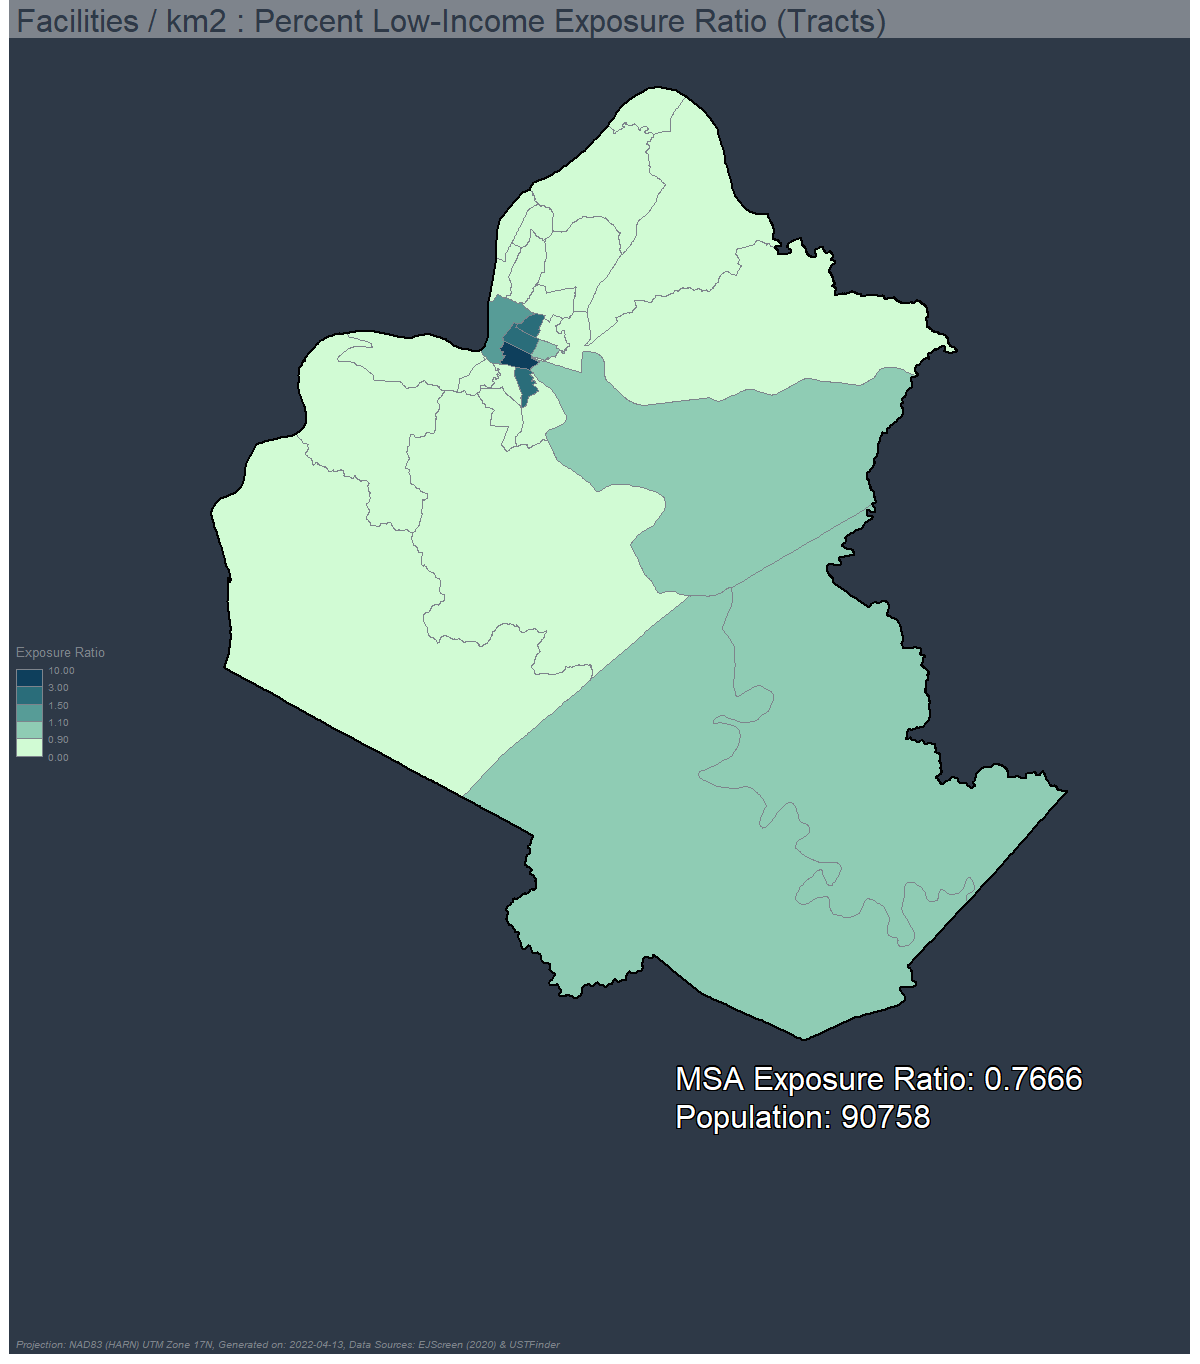 Facilities / km2 : Percent Low-Income Exposure Ratio (Tracts)
Exposure Ratio
10.00
3.00
1.50
1.10
0.90
0.00
MSA Exposure Ratio: 0.7666
Population: 90758
Projection: NAD83 (HARN) UTM Zone 17N, Generated on: 2022-04-13, Data Sources: EJScreen (2020) & USTFinder